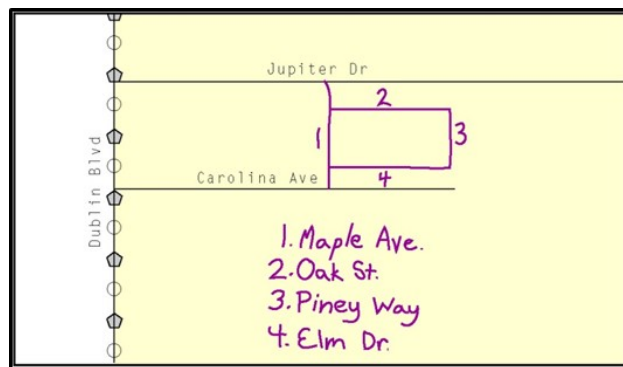 Jupiter Dr
2
1
3
Carolina Ave
4
Dublin Blvd
1. Maple Ave.
2. Oak St.
3. Piney Way
4. Elm Dr.